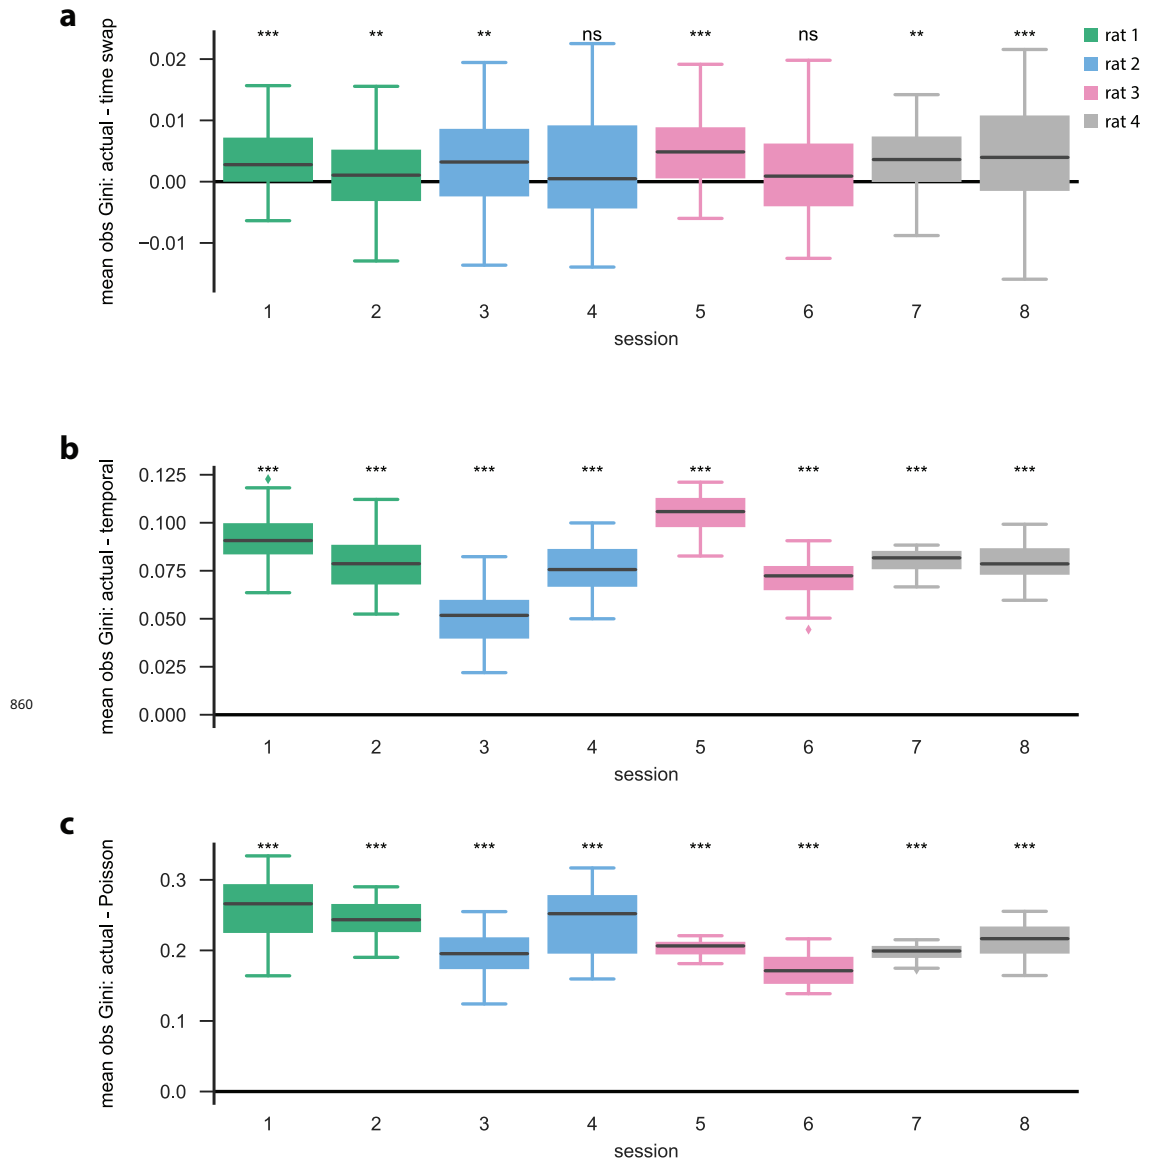 a
mean obs Gini: actual - time swap
*** ** ** ns *** ns ** ***
rat 1
rat 2
rat 3
rat 4
0.02
0.01
0.00
−0.01
1 2 3 4 5 6 7 8
session
b
mean obs Gini: actual - temporal
*** *** *** *** *** *** *** ***
0.125
0.100
0.075
0.050
0.025
0.000
1 2 3 4 5 6 7 8
session
860
c
mean obs Gini: actual - Poisson
*** *** *** *** *** *** *** ***
0.3
0.2
0.1
0.0
1 2 3 4 5 6 7 8
session